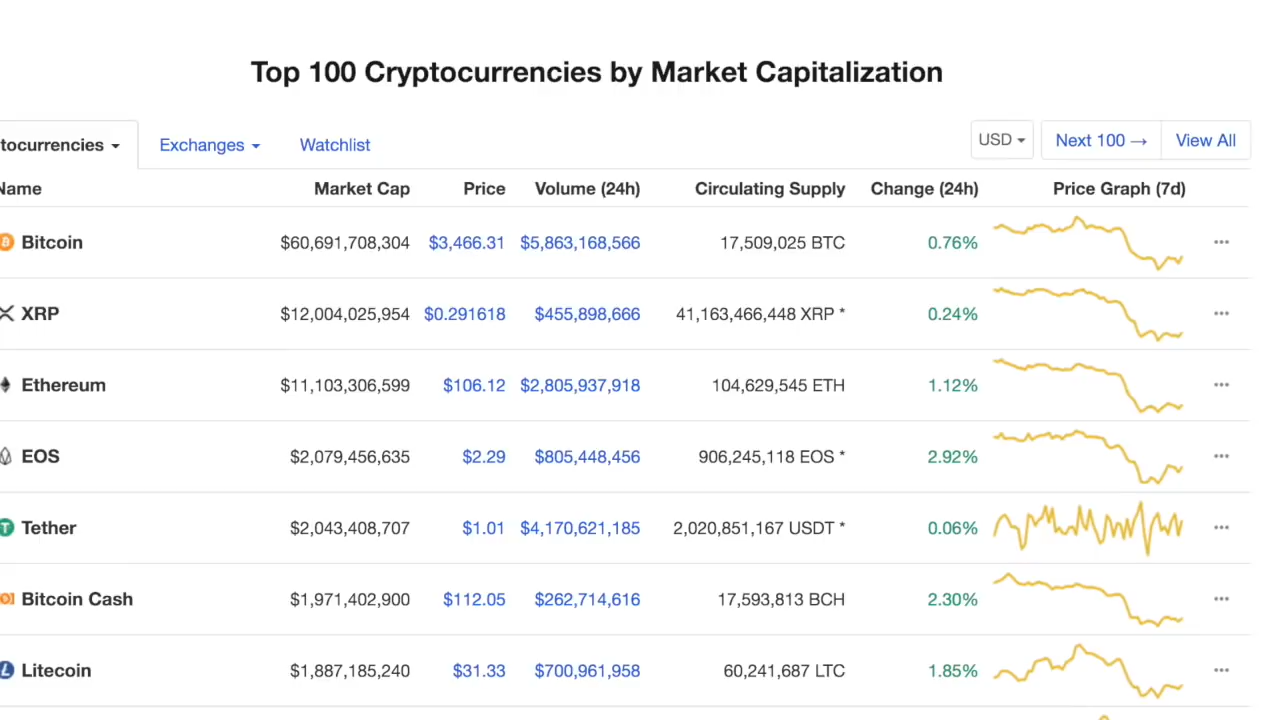 Top 100 Cryptocurrencies by Market Capitalization
tocurrencies Exchanges Watchlist USD Next 100 → View All
Name Market Cap Price Volume (24h) Circulating Supply Change (24h) Price Graph (7d)
Bitcoin $60,691,708,304 $3,466.31 $5,863,168,566 17,509,025 BTC 0.76%
XRP $12,004,025,954 $0.291618 $455,898,666 41,163,466,448 XRP * 0.24%
Ethereum $11,103,306,599 $106.12 $2,805,937,918 104,629,545 ETH 1.12%
EOS $2,079,456,635 $2.29 $805,448,456 906,245,118 EOS * 2.92%
Tether $2,043,408,707 $1.01 $4,170,621,185 2,020,851,167 USDT * 0.06%
Bitcoin Cash $1,971,402,900 $112.05 $262,714,616 17,593,813 BCH 2.30%
Litecoin $1,887,185,240 $31.33 $700,961,958 60,241,687 LTC 1.85%